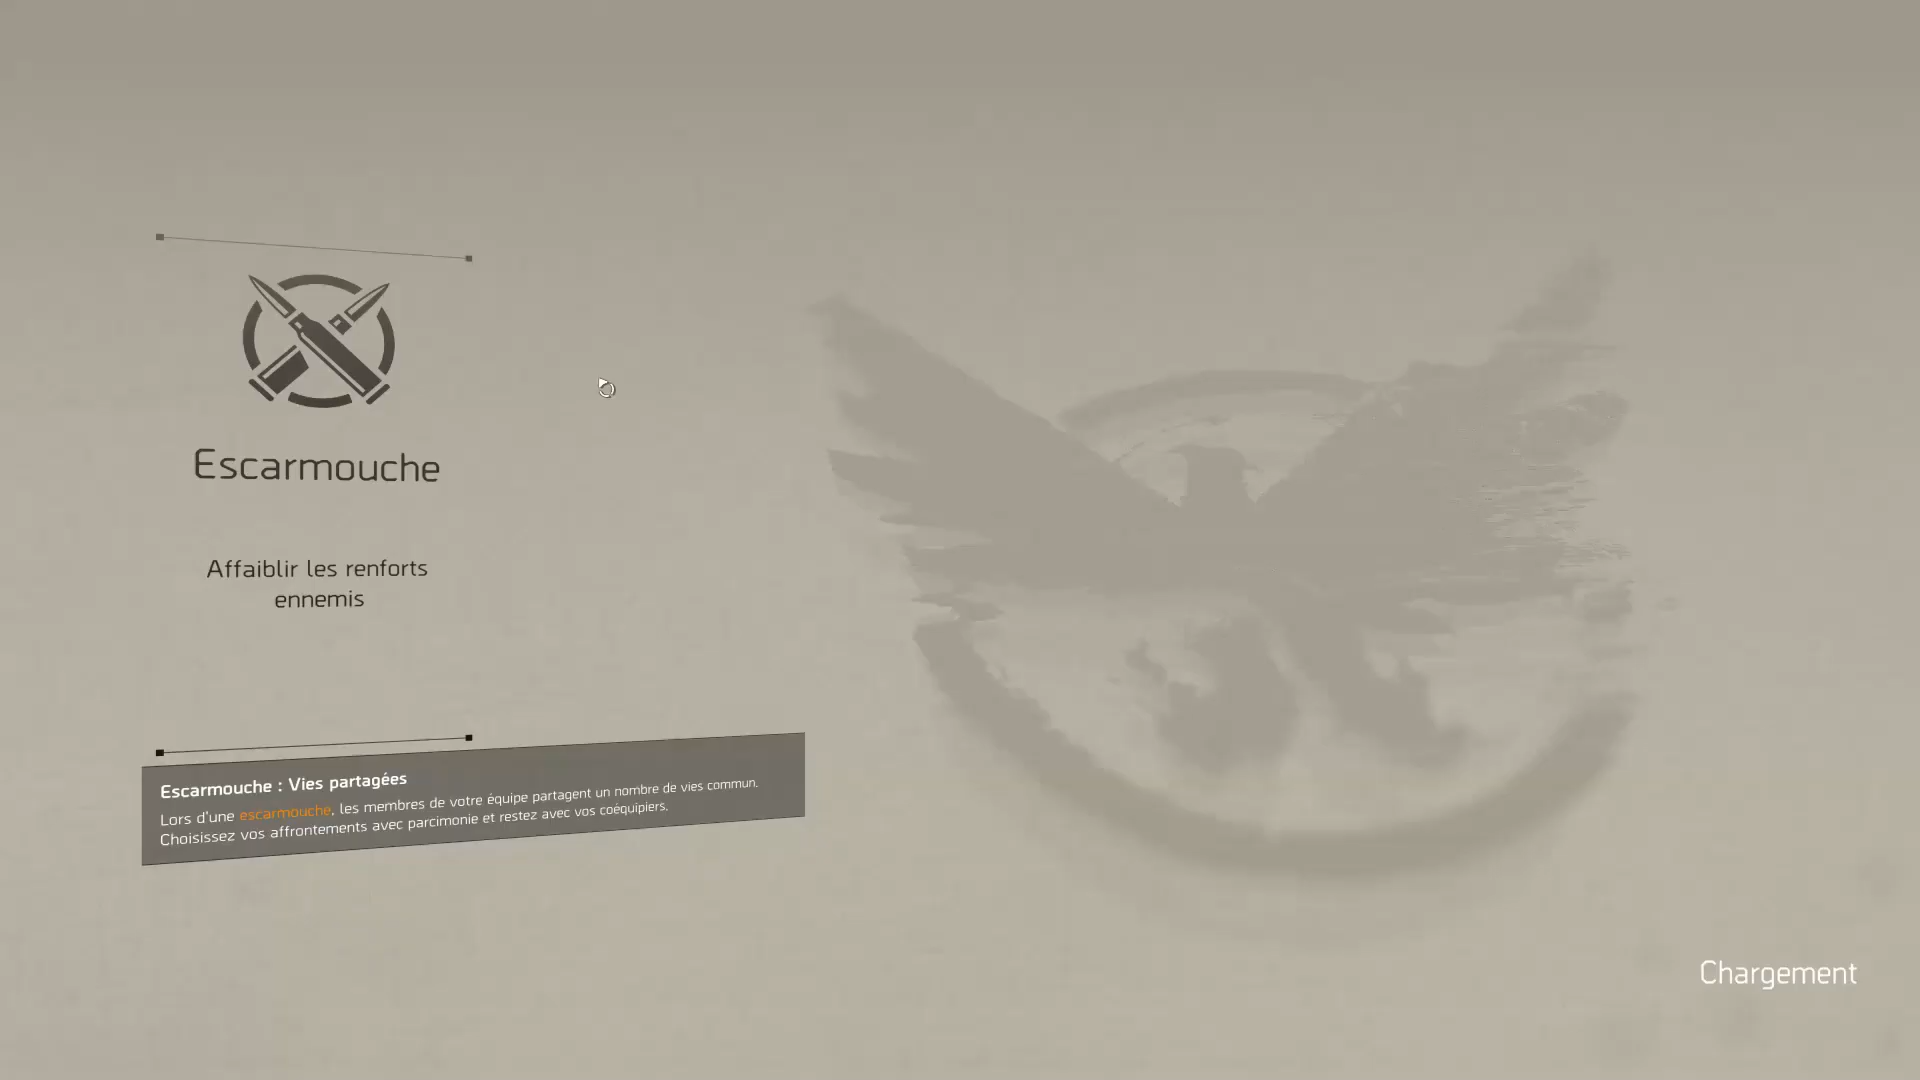 Escarmouche
Affaiblir les renforts
ennemis
Escarmouche : Vies partagées
Lors d'une escarmouche, les membres de votre équipe partagent un nombre de vies commun.
Choisissez vos affrontements avec parcimonie et restez avec vos coéquipiers.
Chargement